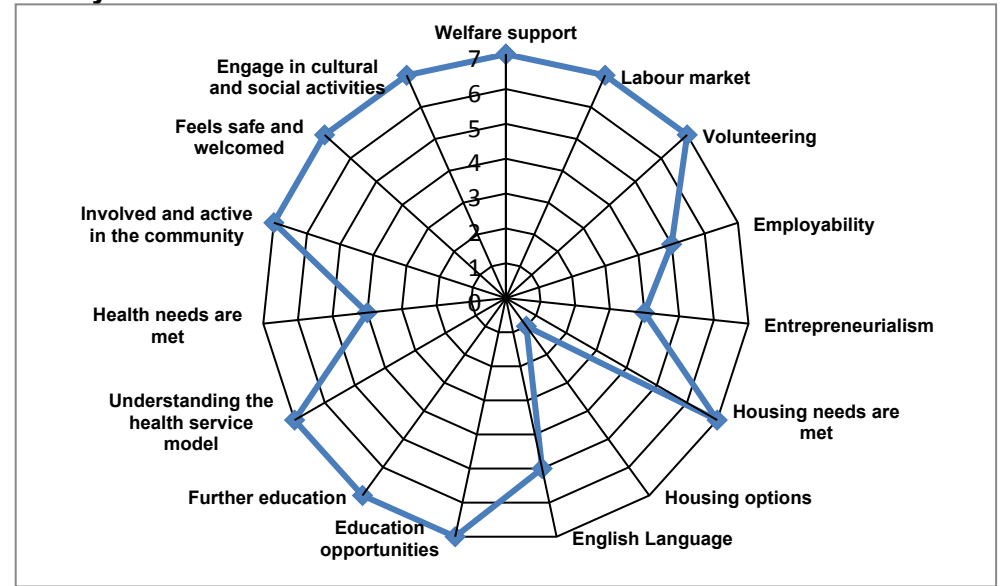 Welfare support
Labour market
Volunteering
Employability
Entrepreneurialism
Housing needs are
met
Housing options
English Language
Education
opportunities
Further education
Understanding the
health service
model
Health needs are
met
Involved and active
in the community
Feels safe and
welcomed
Engage in cultural
and social activities
7
6
5
4
3
2
1
0